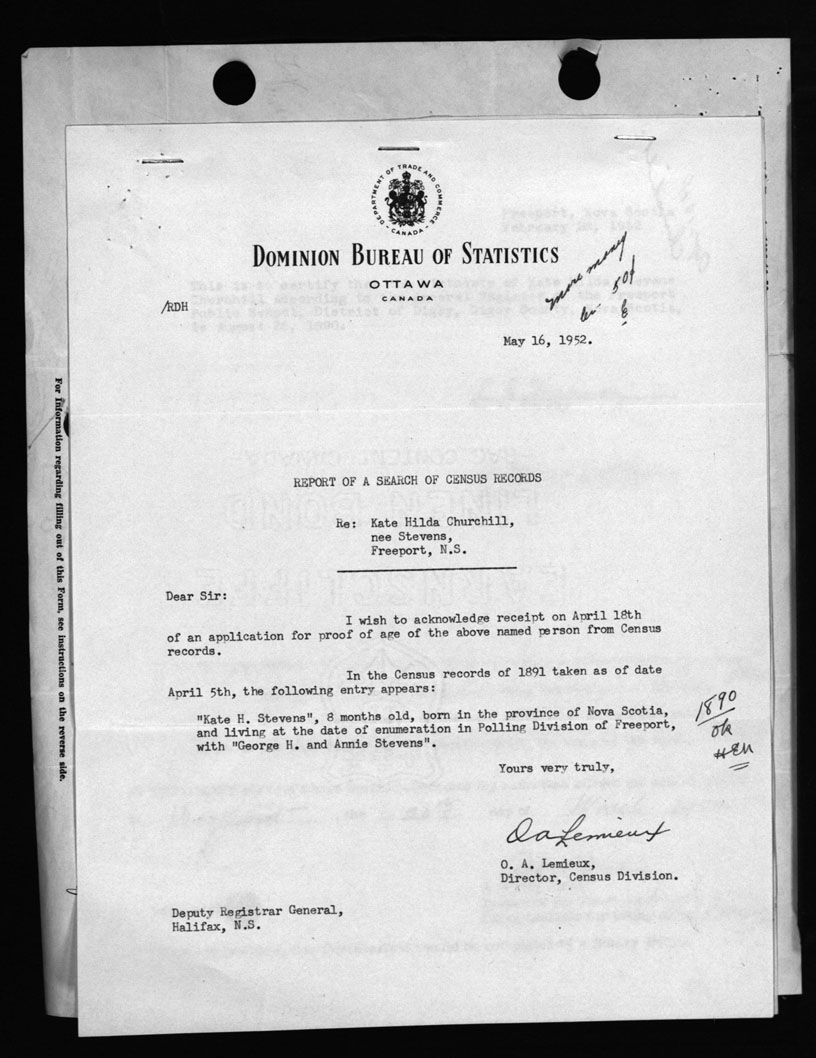 DEPARTMENT OF TRADE AND COMMERCE
CANADA
DOMINION BUREAU OF STATISTICS
OTTAWA
CANADA
/RDH
May 16, 1952.
REPORT OF A SEARCH OF CENSUS RECORDS
Re: Kate Hilda Churchill,
nee Stevens,
Freeport, N.S.
Dear Sir:
I wish to acknowledge receipt on April 18th
of an application for proof of age of the above named person from Census
records.
In the Census records of 1891 taken as of date
April 5th, the following entry appears:
"Kate H. Stevens", 8 months old, born in the province of Nova Scotia,
and living at the date of enumeration in Polling Division of Freeport,
with "George H. and Annie Stevens".
1890
ok
Yours very truly,
O A Lemieux
O. A. Lemieux,
Director, Census Division.
Deputy Registrar General,
Halifax, N.S.
For Information regarding filling out of this Form, see instructions on the reverse side.